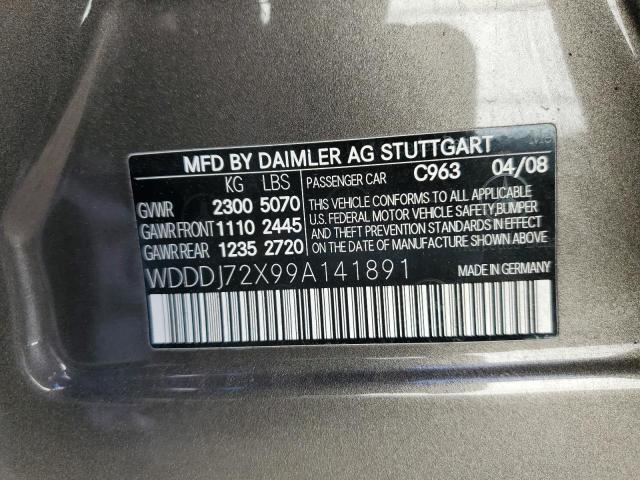 MFD BY DAIMLER AG STUTTGART
KG LBS PASSENGER CAR C963 04/08
GVWR 2300 5070
GAWR FRONT 1110 2445
GAWR REAR 1235 2720
THIS VEHICLE CONFORMS TO ALL APPLICABLE
U.S. FEDERAL MOTOR VEHICLE SAFETY,BUMPER
AND THEFT PREVENTION STANDARDS IN EFFECT
ON THE DATE OF MANUFACTURE SHOWN ABOVE.
WDDDJ72X99A141891 MADE IN GERMANY